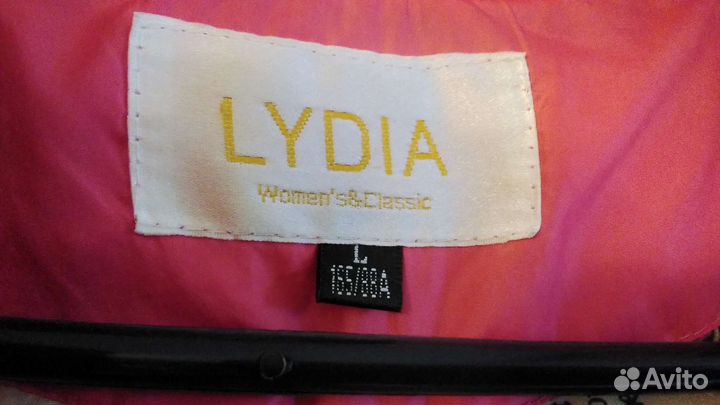 LYDIA
Women's&Classic
L
165/88A
Avito